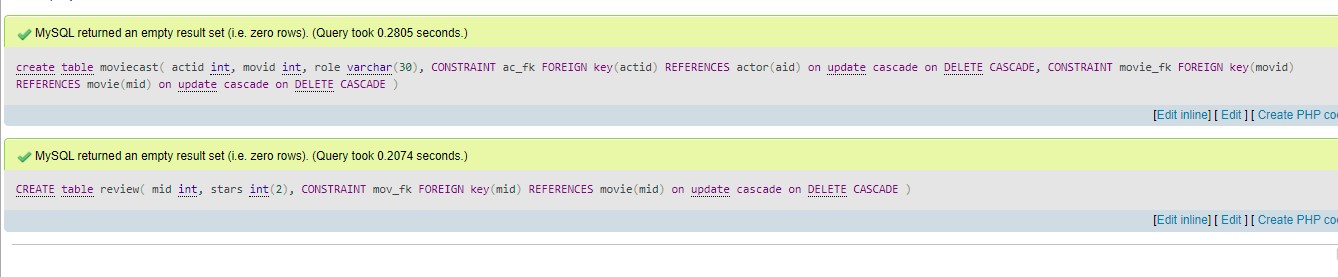 MySQL returned an empty result set (i.e. zero rows). (Query took 0.2805 seconds.)
create table moviecast( actid int, movid int, role varchar(30), CONSTRAINT ac_fk FOREIGN key(actid) REFERENCES actor(aid) on update cascade on DELETE CASCADE, CONSTRAINT movie_fk FOREIGN key(movid)
REFERENCES movie(mid) on update cascade on DELETE CASCADE )
[Edit inline] [ Edit ] [ Create PHP co
MySQL returned an empty result set (i.e. zero rows). (Query took 0.2074 seconds.)
CREATE table review( mid int, stars int(2), CONSTRAINT mov_fk FOREIGN key(mid) REFERENCES movie(mid) on update cascade on DELETE CASCADE )
[Edit inline] [ Edit ] [ Create PHP co